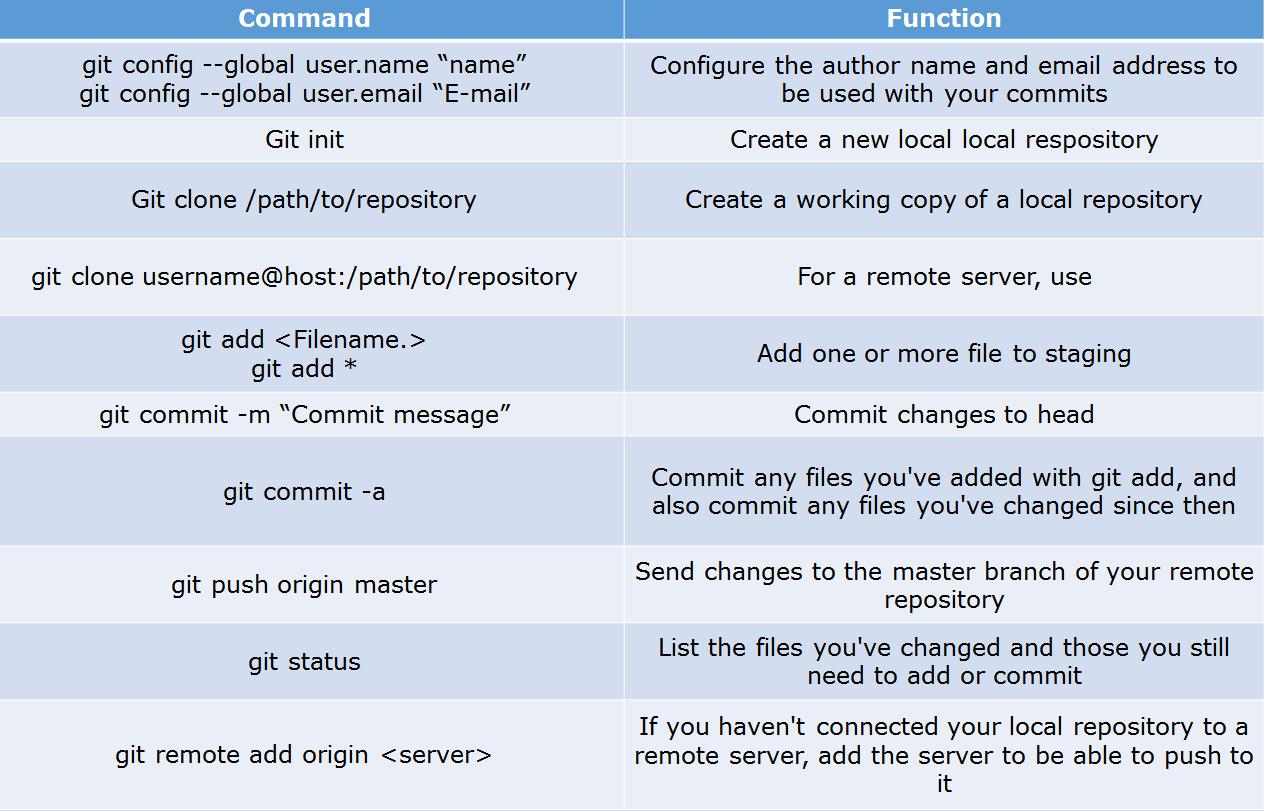 Command
Function
git config --global user.name “name”
git config --global user.email “E-mail”
Configure the author name and email address to
be used with your commits
Git init
Create a new local local respository
Git clone /path/to/repository
Create a working copy of a local repository
git clone username@host:/path/to/repository
For a remote server, use
git add <Filename.>
git add *
Add one or more file to staging
git commit -m “Commit message”
Commit changes to head
git commit -a
Commit any files you've added with git add, and
also commit any files you've changed since then
git push origin master
Send changes to the master branch of your remote
repository
git status
List the files you've changed and those you still
need to add or commit
git remote add origin <server>
If you haven't connected your local repository to a
remote server, add the server to be able to push to
it